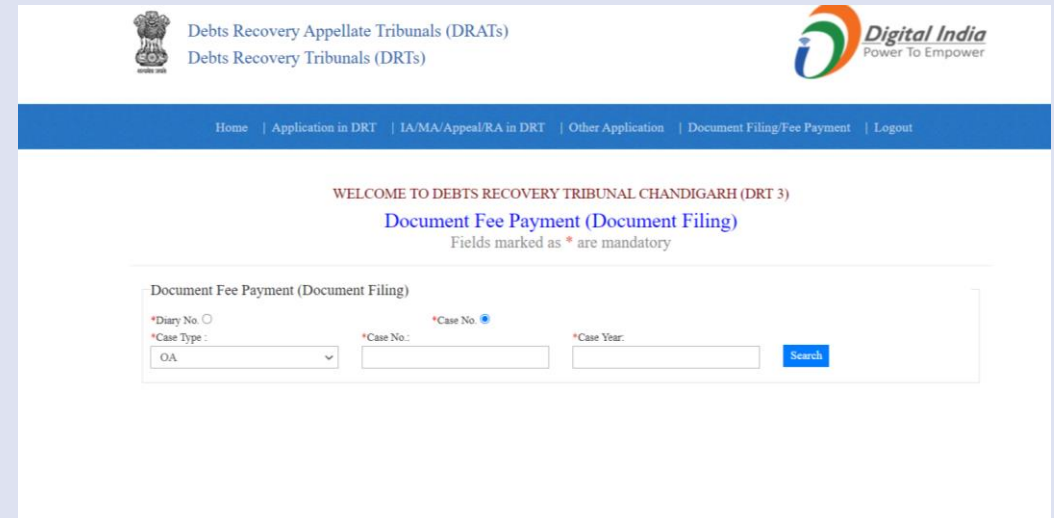 Debts Recovery Appellate Tribunals (DRATs)
Debts Recovery Tribunals (DRTs)
Digital India
Power To Empower
Home | Application in DRT | IA/MA/Appeal/RA in DRT | Other Application | Document Filing/Fee Payment | Logout
WELCOME TO DEBTS RECOVERY TRIBUNAL CHANDIGARH (DRT 3)
Document Fee Payment (Document Filing)
Fields marked as * are mandatory
Document Fee Payment (Document Filing)
*Diary No. *Case No.
*Case Type : *Case No.: *Case Year:
OA Search